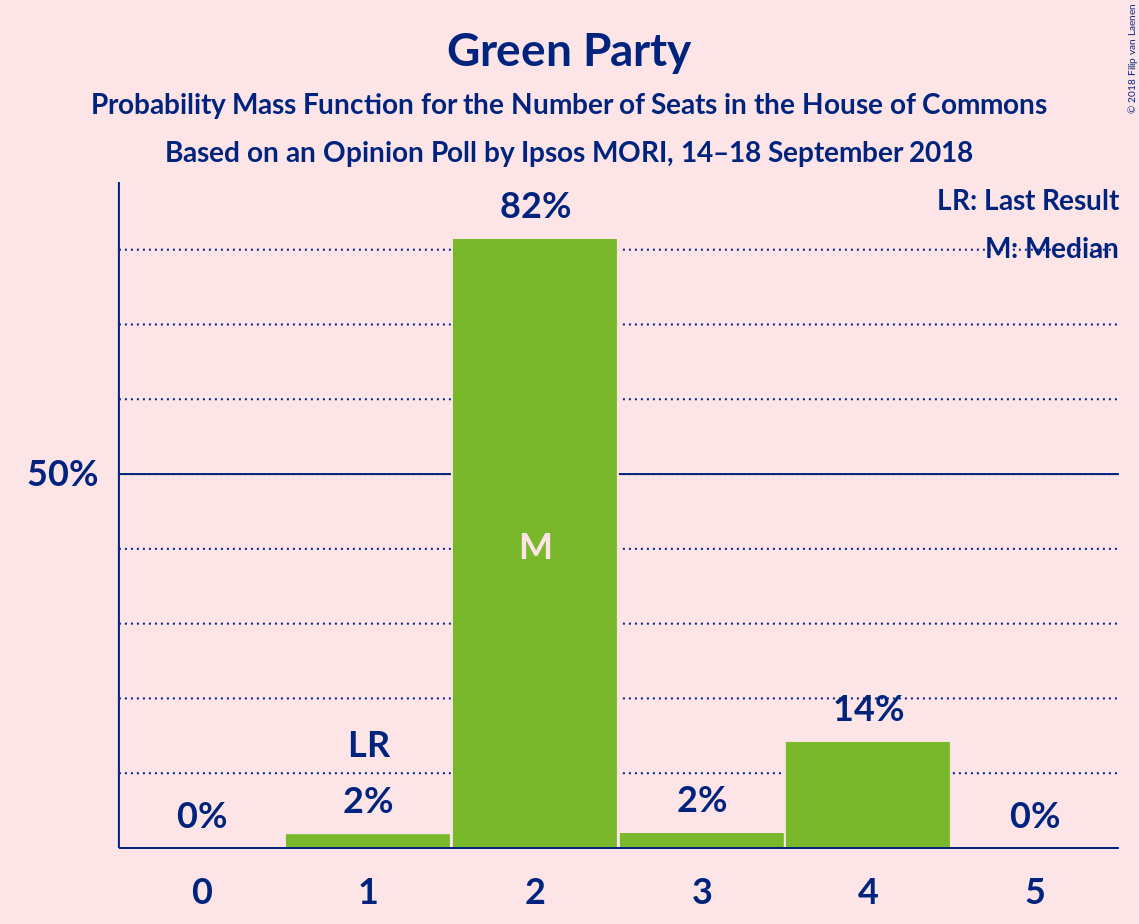 Green Party
Probability Mass Function for the Number of Seats in the House of Commons
Based on an Opinion Poll by Ipsos MORI, 14–18 September 2018
© 2018 Filip van Laenen
LR: Last Result
M: Median
82%
50%
M
14%
LR
0%
2%
2%
0%
0 1 2 3 4 5